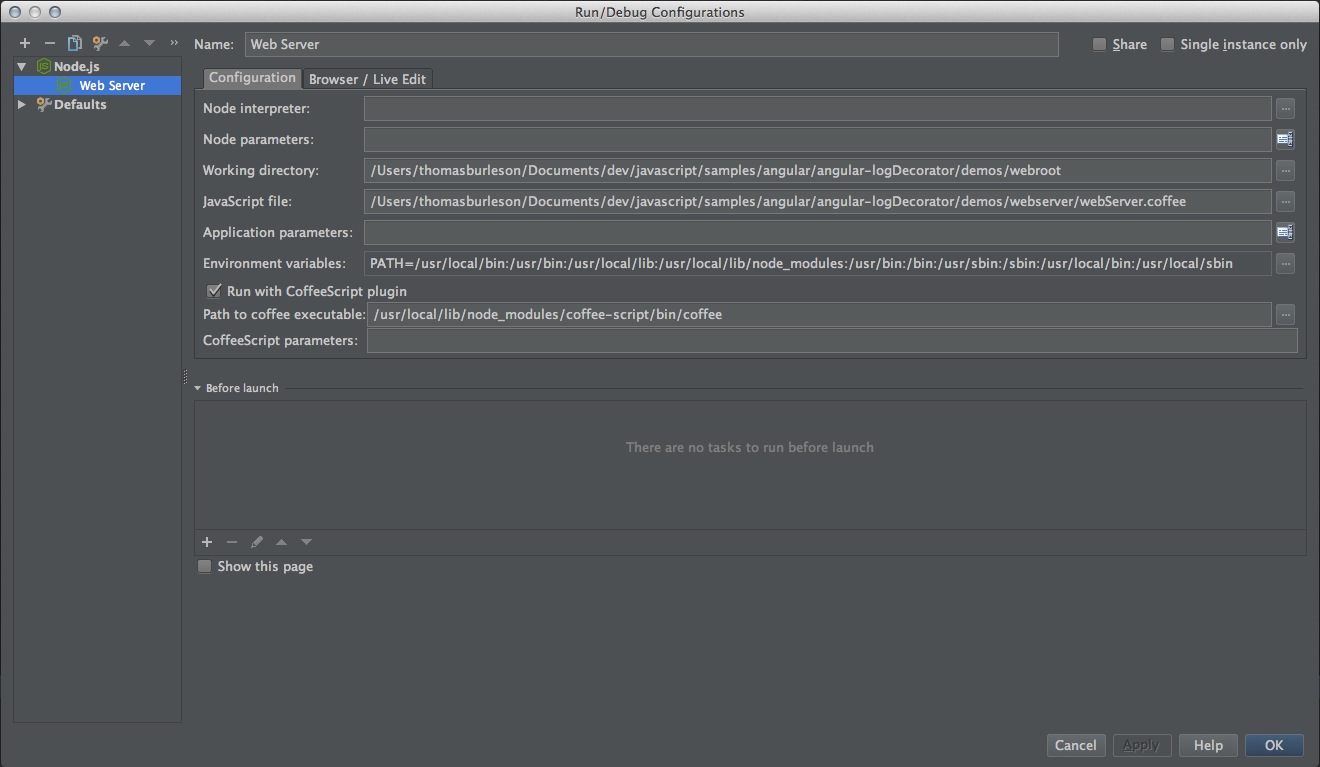 Run/Debug Configurations
Name: Web Server
Share
Single instance only
Node.js
Web Server
Defaults
Configuration
Browser / Live Edit
Node interpreter:
Node parameters:
Working directory: /Users/thomasburleson/Documents/dev/javascript/samples/angular/angular-logDecorator/demos/webroot
JavaScript file: /Users/thomasburleson/Documents/dev/javascript/samples/angular/angular-logDecorator/demos/webserver/webServer.coffee
Application parameters:
Environment variables: PATH=/usr/local/bin:/usr/bin:/usr/local/lib:/usr/local/lib/node_modules:/usr/bin:/bin:/usr/sbin:/sbin:/usr/local/bin:/usr/local/sbin
Run with CoffeeScript plugin
Path to coffee executable: /usr/local/lib/node_modules/coffee-script/bin/coffee
CoffeeScript parameters:
Before launch
There are no tasks to run before launch
Show this page
Cancel
Apply
Help
OK